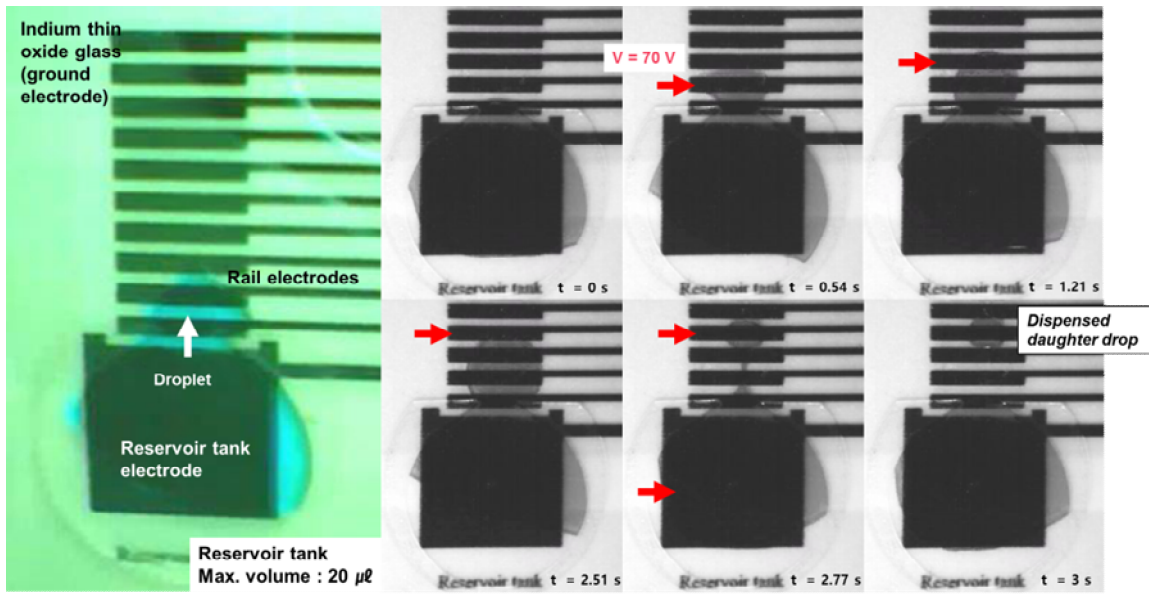 Indium thin
oxide glass
(ground
electrode)
Rail electrodes
Droplet
Reservoir tank
electrode
Reservoir tank
Max. volume : 20 ㎕
V = 70 V
Reservoir tank
t = 0 s
Reservoir tank
t = 0.54 s
Reservoir tank
t = 1.21 s
Dispensed
daughter drop
Reservoir tank
t = 2.51 s
Reservoir tank
t = 2.77 s
Reservoir tank
t = 3 s